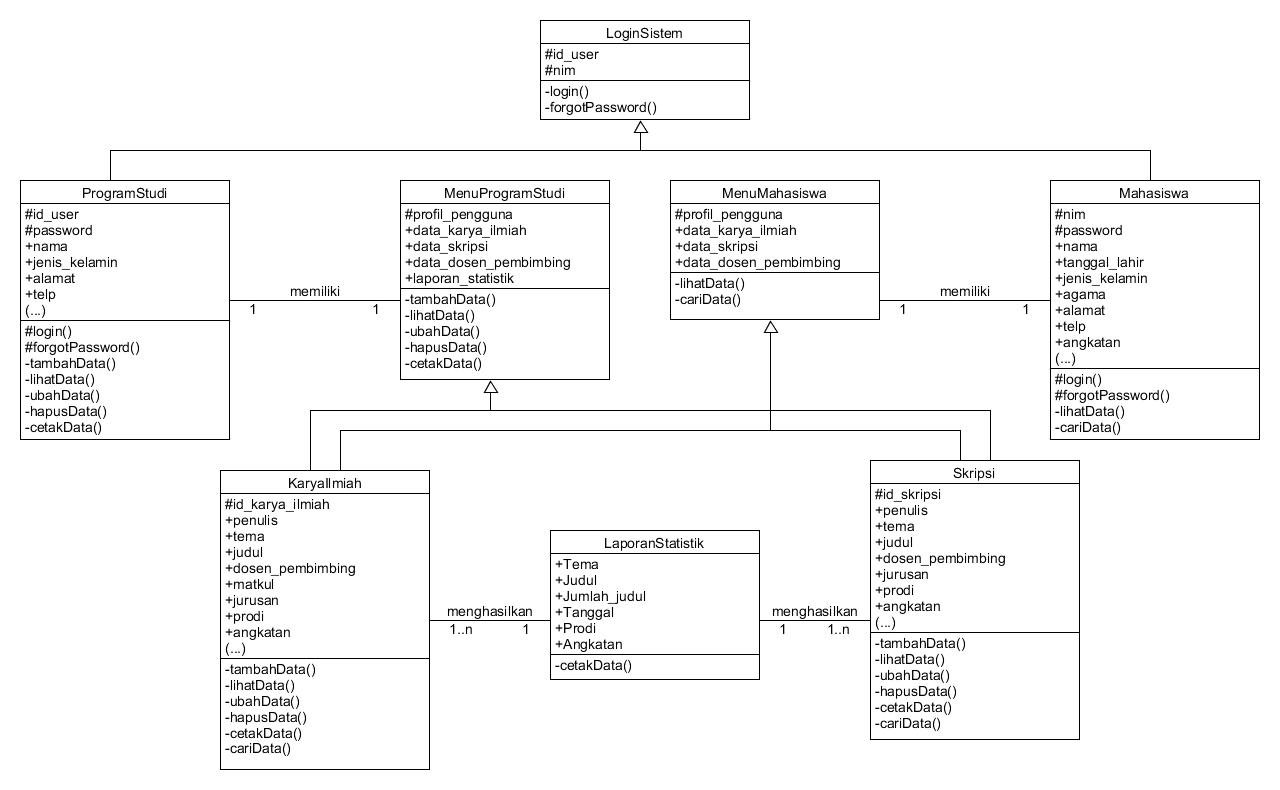 LoginSistem
#id_user
#nim
-login()
-forgotPassword()
ProgramStudi
#id_user
#password
+nama
+jenis_kelamin
+alamat
+telp
(...)
#login()
#forgotPassword()
-tambahData()
-lihatData()
-ubahData()
-hapusData()
-cetakData()
memiliki
1
1
MenuProgramStudi
#profil_pengguna
+data_karya_ilmiah
+data_skripsi
+data_dosen_pembimbing
+laporan_statistik
-tambahData()
-lihatData()
-ubahData()
-hapusData()
-cetakData()
MenuMahasiswa
#profil_pengguna
+data_karya_ilmiah
+data_skripsi
+data_dosen_pembimbing
-lihatData()
-cariData()
memiliki
1
1
Mahasiswa
#nim
#password
+nama
+tanggal_lahir
+jenis_kelamin
+agama
+alamat
+telp
+angkatan
(...)
#login()
#forgotPassword()
-lihatData()
-cariData()
KaryaIlmiah
#id_karya_ilmiah
+penulis
+tema
+judul
+dosen_pembimbing
+matkul
+jurusan
+prodi
+angkatan
(...)
-tambahData()
-lihatData()
-ubahData()
-hapusData()
-cetakData()
-cariData()
menghasilkan
1..n
1
LaporanStatistik
+Tema
+Judul
+Jumlah_judul
+Tanggal
+Prodi
+Angkatan
-cetakData()
menghasilkan
1
1..n
Skripsi
#id_skripsi
+penulis
+tema
+judul
+dosen_pembimbing
+jurusan
+prodi
+angkatan
(...)
-tambahData()
-lihatData()
-ubahData()
-hapusData()
-cetakData()
-cariData()